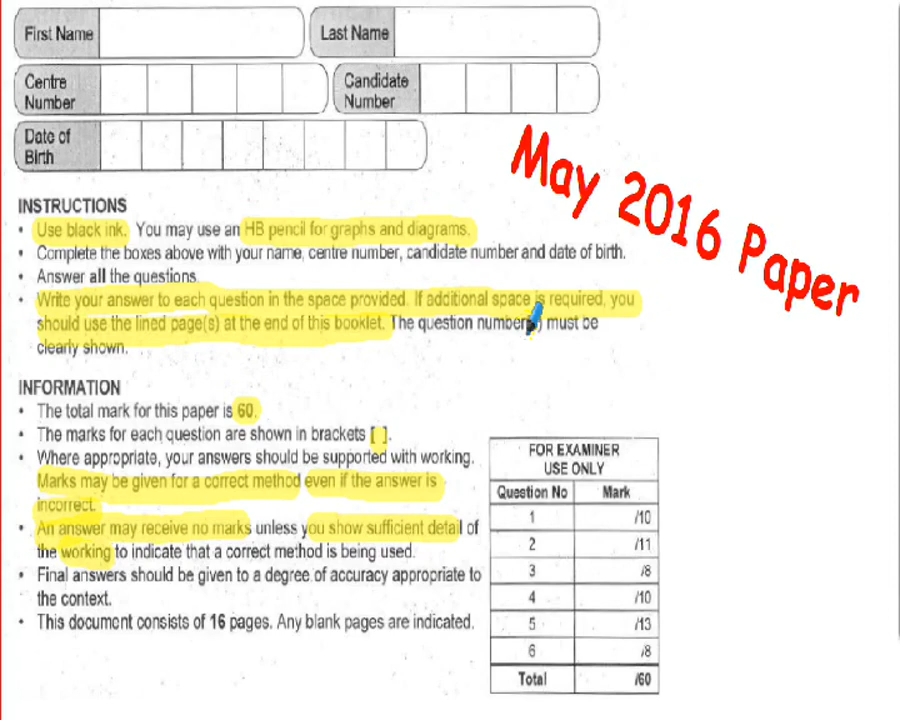 First Name
Last Name
Centre
Number
Candidate
Number
Date of
Birth
May 2016 Paper
INSTRUCTIONS
• Use black ink. You may use an HB pencil for graphs and diagrams.
• Complete the boxes above with your name, centre number, candidate number and date of birth.
• Answer all the questions.
• Write your answer to each question in the space provided. If additional space is required, you
should use the lined page(s) at the end of this booklet. The question number must be
clearly shown.
INFORMATION
• The total mark for this paper is 60.
• The marks for each question are shown in brackets [ ].
• Where appropriate, your answers should be supported with working.
Marks may be given for a correct method even if the answer is
incorrect.
• An answer may receive no marks unless you show sufficient detail of
the working to indicate that a correct method is being used.
• Final answers should be given to a degree of accuracy appropriate to
the context.
• This document consists of 16 pages. Any blank pages are indicated.
FOR EXAMINER
USE ONLY
Question No Mark
1 /10
2 /11
3 /8
4 /10
5 /13
6 /8
Total /60